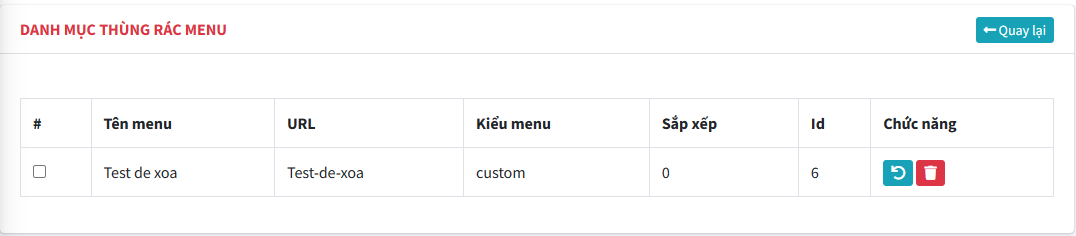 DANH MỤC THÙNG RÁC MENU
Quay lại
# Tên menu URL Kiểu menu Sắp xếp Id Chức năng
Test de xoa Test-de-xoa custom 0 6